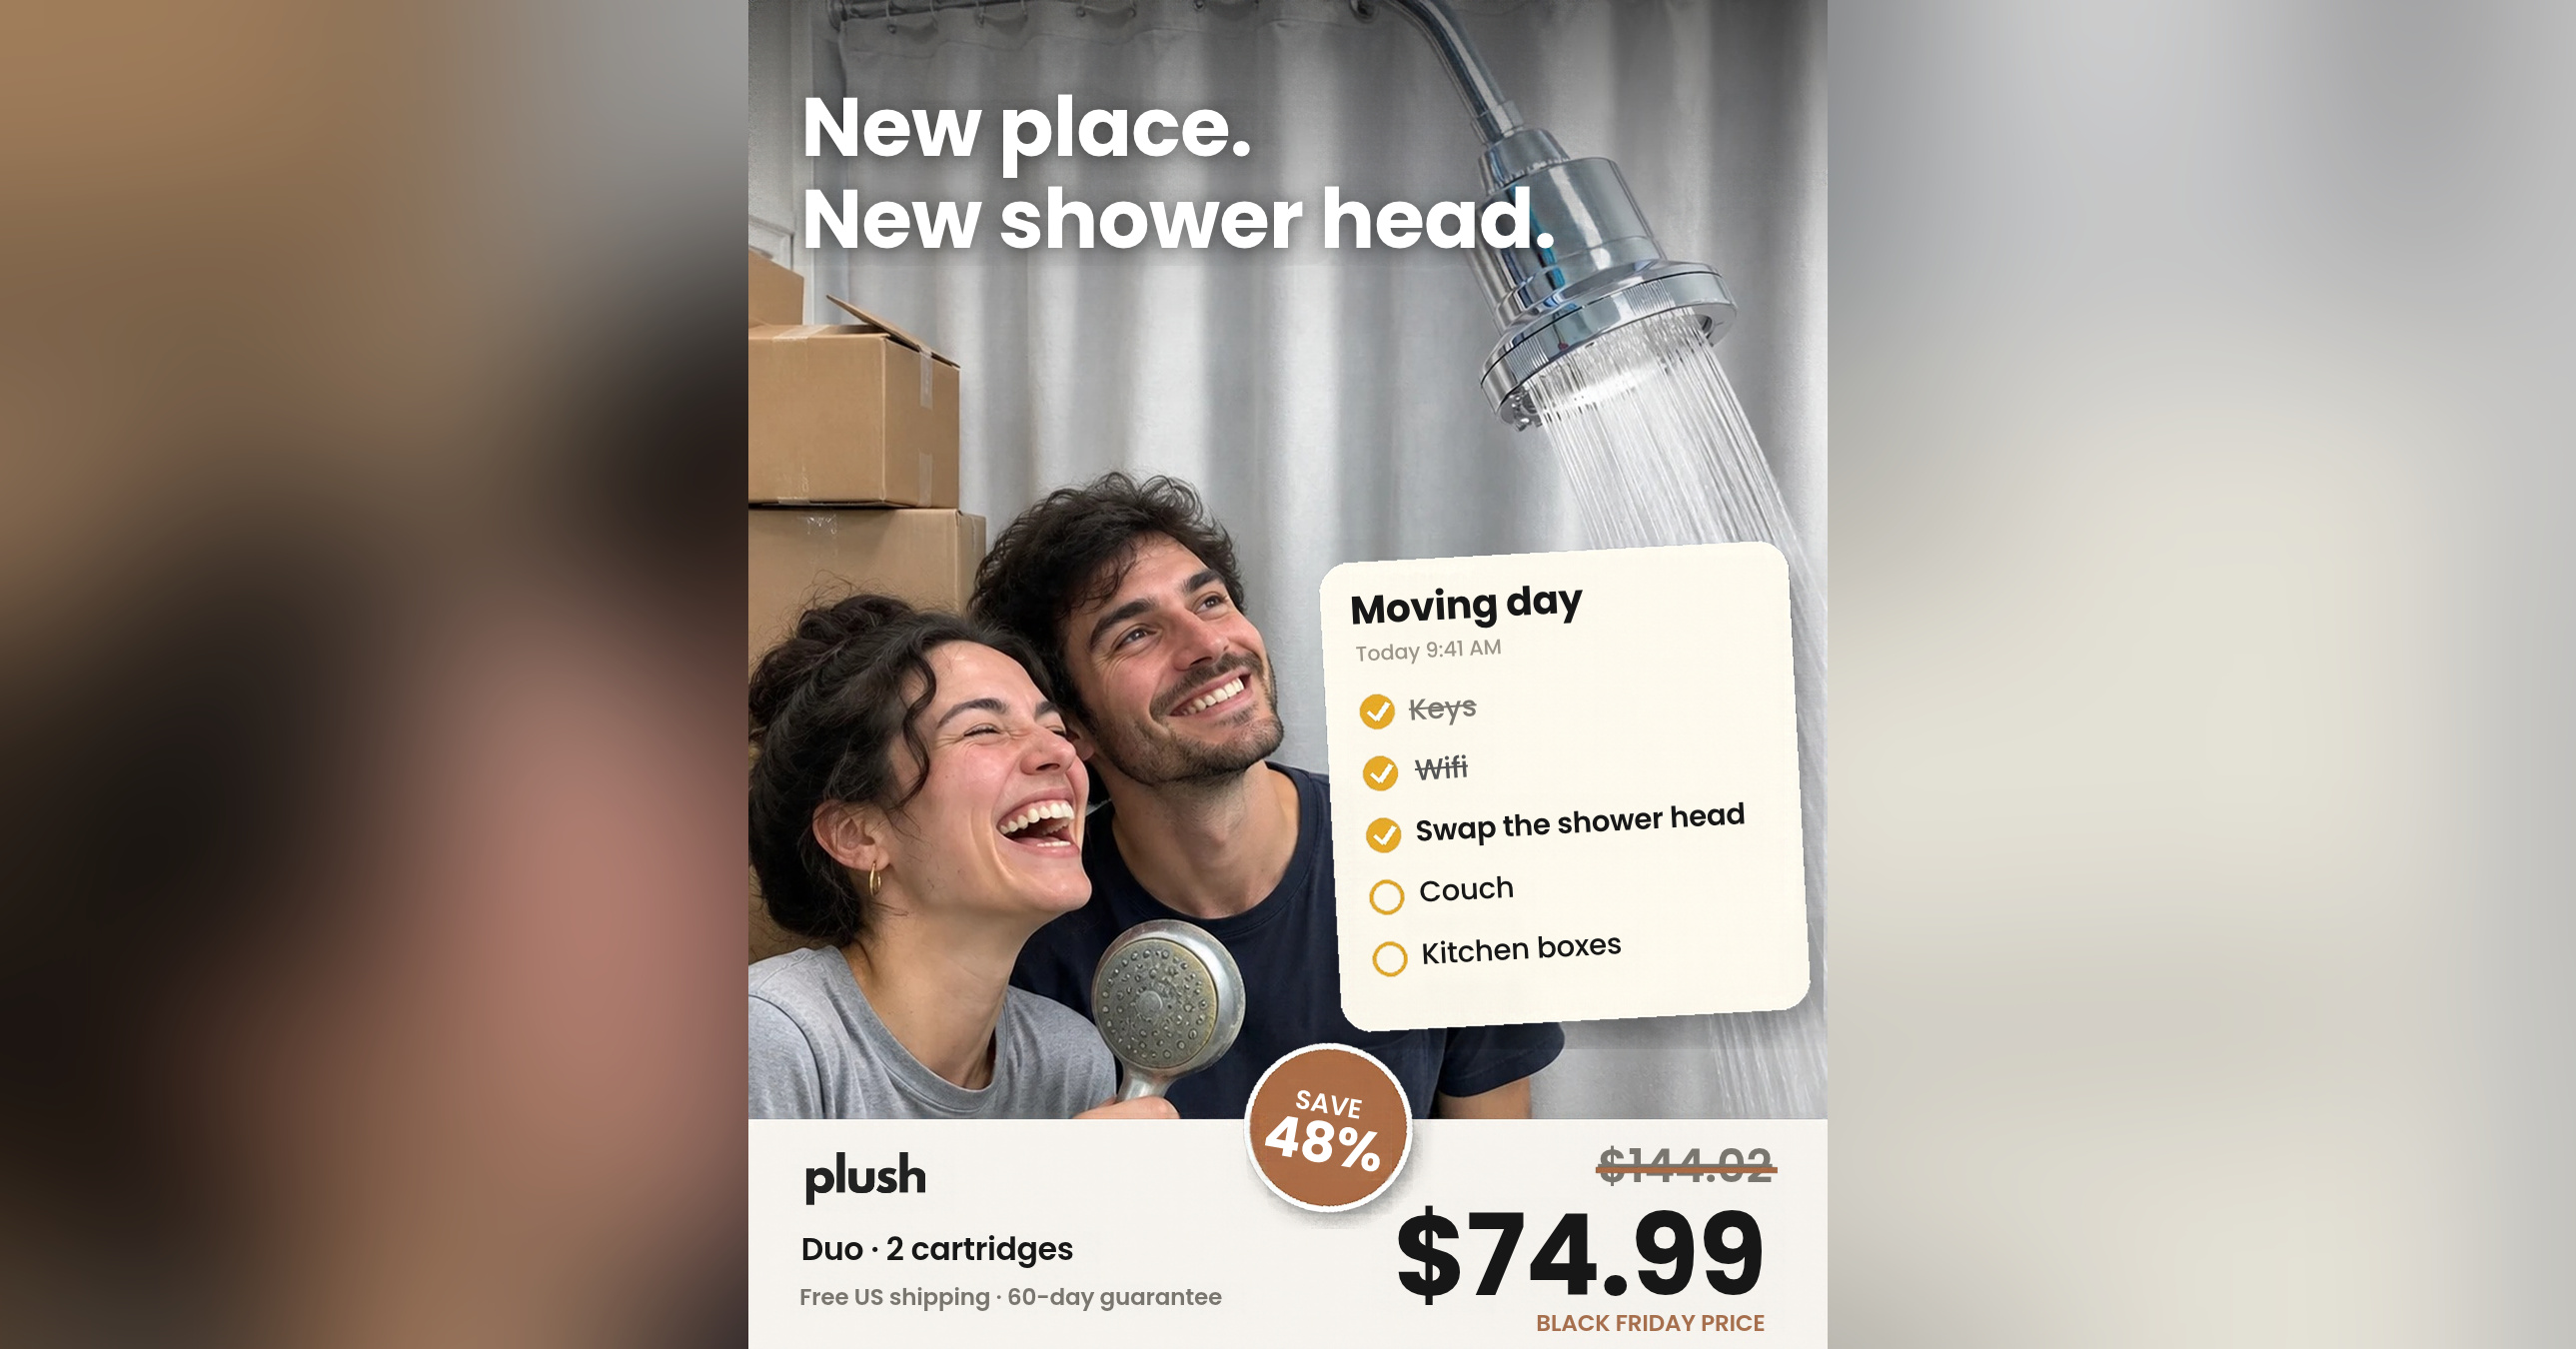 New place.
New shower head.
Moving day
Today 9:41 AM
Keys
Wifi
Swap the shower head
Couch
Kitchen boxes
SAVE
48%
plush
Duo · 2 cartridges
Free US shipping · 60-day guarantee
$144.02
$74.99
BLACK FRIDAY PRICE